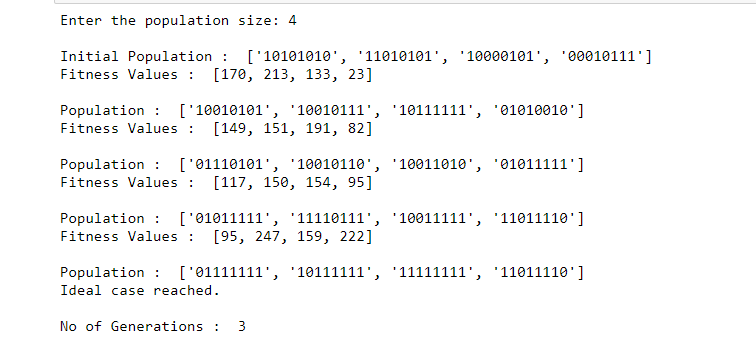 Enter the population size: 4
Initial Population :  ['10101010', '11010101', '10000101', '00010111']
Fitness Values :  [170, 213, 133, 23]
Population :  ['10010101', '10010111', '10111111', '01010010']
Fitness Values :  [149, 151, 191, 82]
Population :  ['01110101', '10010110', '10011010', '01011111']
Fitness Values :  [117, 150, 154, 95]
Population :  ['01011111', '11110111', '10011111', '11011110']
Fitness Values :  [95, 247, 159, 222]
Population :  ['01111111', '10111111', '11111111', '11011110']
Ideal case reached.
No of Generations :  3